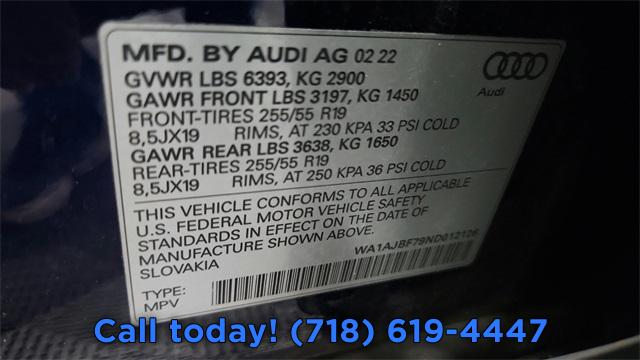 MFD. BY AUDI AG 02 22
GVWR LBS 6393, KG 2900
GAWR FRONT LBS 3197, KG 1450
FRONT-TIRES 255/55 R19
8,5JX19 RIMS, AT 230 KPA 33 PSI COLD
GAWR REAR LBS 3638, KG 1650
REAR-TIRES 255/55 R19
8,5JX19 RIMS, AT 250 KPA 36 PSI COLD
Audi
THIS VEHICLE CONFORMS TO ALL APPLICABLE
U.S. FEDERAL MOTOR VEHICLE SAFETY
STANDARDS IN EFFECT ON THE DATE OF
MANUFACTURE SHOWN ABOVE.
SLOVAKIA
WA1AJBF79ND012126
TYPE:
MPV
Call today! (718) 619-4447